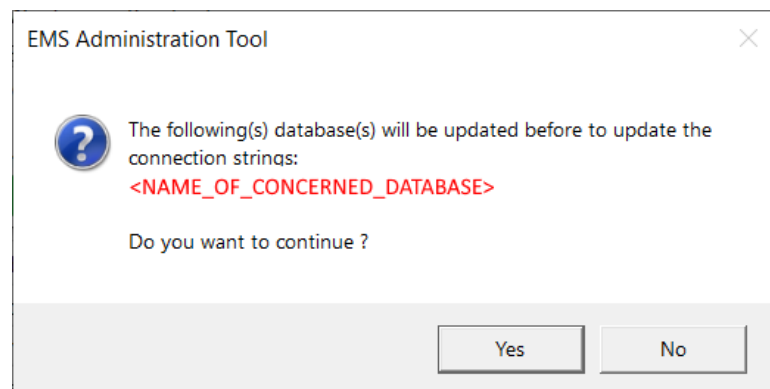 EMS Administration Tool
The following(s) database(s) will be updated before to update the
connection strings:
<NAME_OF_CONCERNED_DATABASE>
Do you want to continue ?
Yes
No